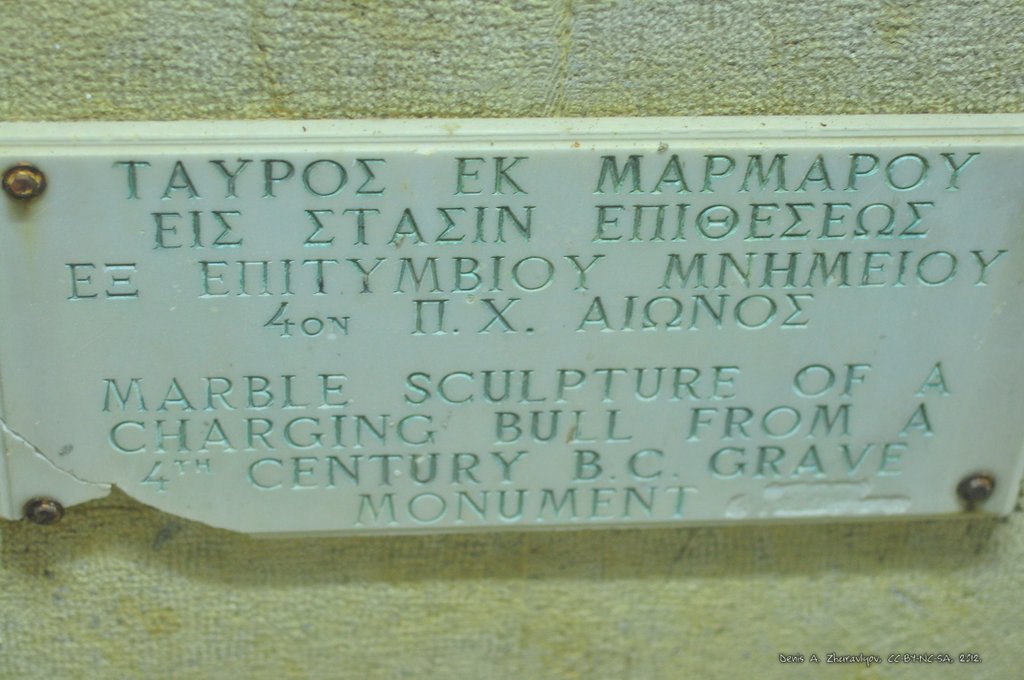 ΤΑΥΡΟΣ ΕΚ ΜΑΡΜΑΡΟΥ
ΕΙΣ ΣΤΑΣΙΝ ΕΠΙΘΕΣΕΩΣ
ΕΞ ΕΠΙΤΥΜΒΙΟΥ ΜΝΗΜΕΙΟΥ
4ον Π.Χ. ΑΙΩΝΟΣ
MARBLE SCULPTURE OF A
CHARGING BULL FROM A
4TH CENTURY B.C. GRAVE
MONUMENT
Denis A. Zhuravlyov. CC-BY-NC-SA. 2012.